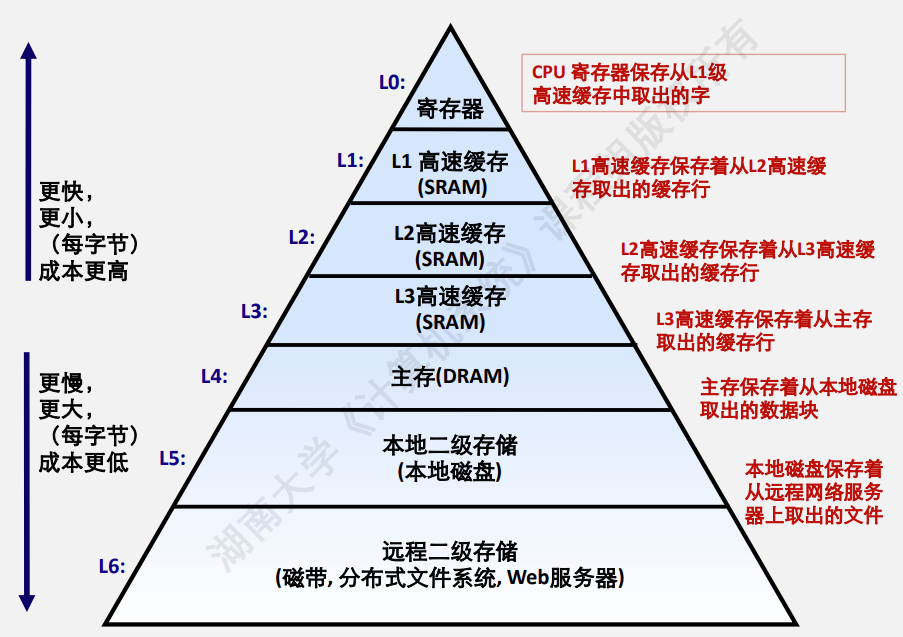 L0:
寄存器
CPU 寄存器保存从L1级
高速缓存中取出的字
L1:
L1 高速缓存
(SRAM)
L1高速缓存保存着从L2高速缓
存取出的缓存行
更快，
更小，
（每字节）
成本更高
L2:
L2高速缓存
(SRAM)
L2高速缓存保存着从L3高速缓
存取出的缓存行
L3:
L3高速缓存
(SRAM)
L3高速缓存保存着从主存
取出的缓存行
L4:
主存(DRAM)
主存保存着从本地磁盘
取出的数据块
更慢，
更大，
（每字节）
成本更低
L5:
本地二级存储
(本地磁盘)
本地磁盘保存着
从远程网络服务
器上取出的文件
L6:
远程二级存储
(磁带, 分布式文件系统, Web服务器)
湖南大学《计算机系统》课程组版权所有